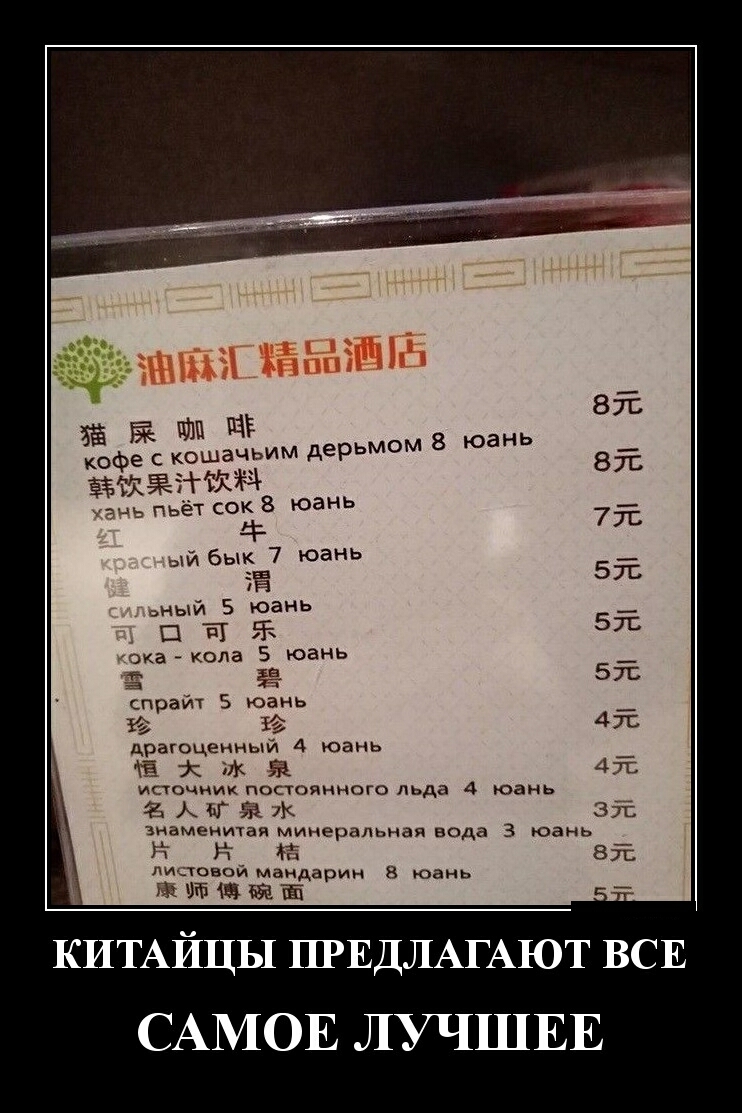 油麻汇精品酒店
猫 屎 咖 啡 8元
кофе с кошачьим дерьмом 8 юань
韩饮果汁饮料 8元
хань пьёт сок 8 юань
红 牛 7元
красный бык 7 юань
健 渭 5元
сильный 5 юань
可 口 可 乐 5元
кока - кола 5 юань
雪 碧 5元
спрайт 5 юань
珍 珍 4元
драгоценный 4 юань
恒 大 冰 泉 4元
источник постоянного льда 4 юань
名 人 矿 泉 水 3元
знаменитая минеральная вода 3 юань
片 片 桔 8元
листовой мандарин 8 юань
康 师 傅 碗 面 5元
КИТАЙЦЫ ПРЕДЛАГАЮТ ВСЕ
САМОЕ ЛУЧШЕЕ